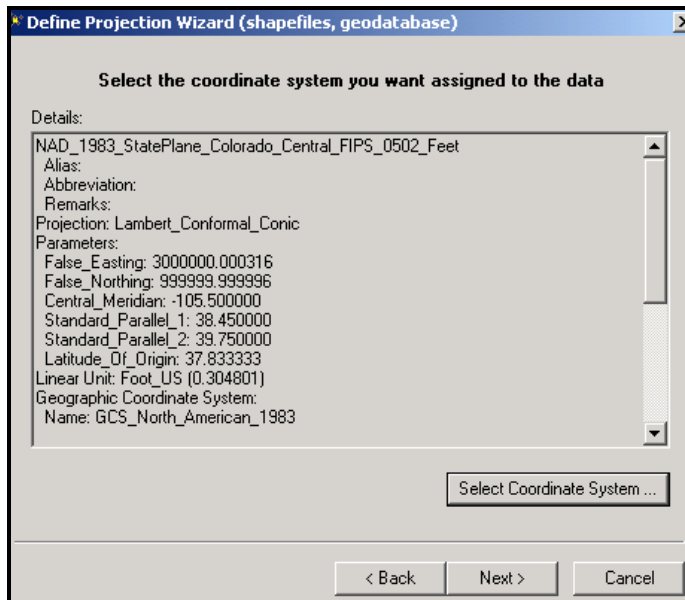 Define Projection Wizard (shapefiles, geodatabase)
Select the coordinate system you want assigned to the data
Details:
NAD_1983_StatePlane_Colorado_Central_FIPS_0502_Feet
Alias:
Abbreviation:
Remarks:
Projection: Lambert_Conformal_Conic
Parameters:
False_Easting: 3000000.000316
False_Northing: 999999.999996
Central_Meridian: -105.500000
Standard_Parallel_1: 38.450000
Standard_Parallel_2: 39.750000
Latitude_Of_Origin: 37.833333
Linear Unit: Foot_US (0.304801)
Geographic Coordinate System:
Name: GCS_North_American_1983
Select Coordinate System ...
< Back
Next >
Cancel